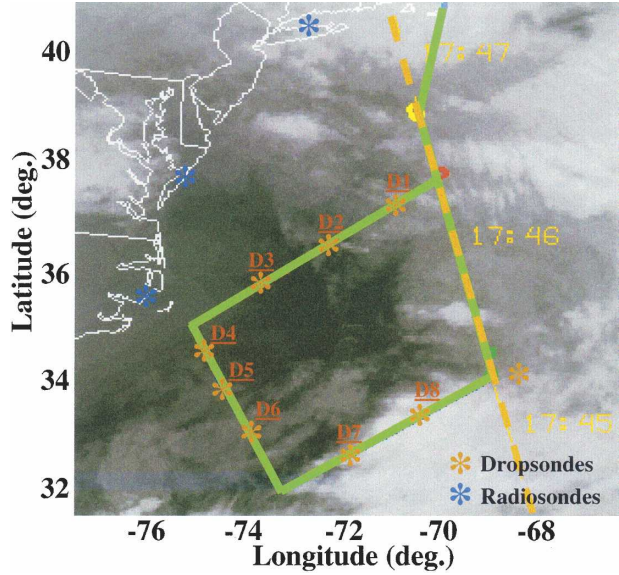 40
17:47
38
D1
D2
17:46
36
D3
D4
34
D5
D8
D6
17:45
D7
Dropsondes
32
Radiosondes
-76
-74
-72
-70
-68
Longitude (deg.)
Latitude (deg.)